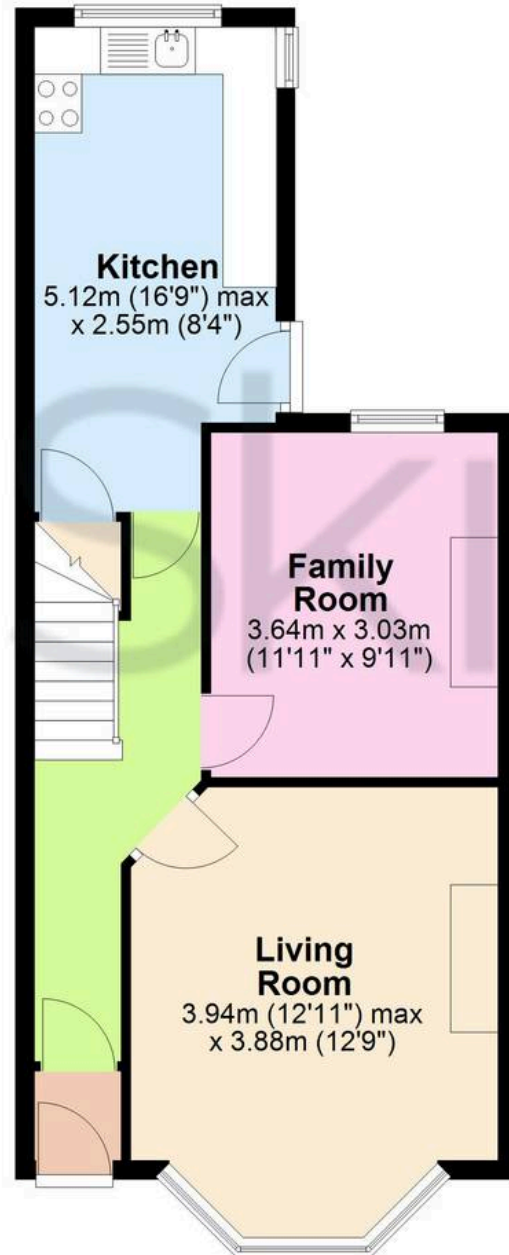 Kitchen
5.12m (16'9") max
x 2.55m (8'4")
Family
Room
3.64m x 3.03m
(11'11" x 9'11")
Living
Room
3.94m (12'11") max
x 3.88m (12'9")